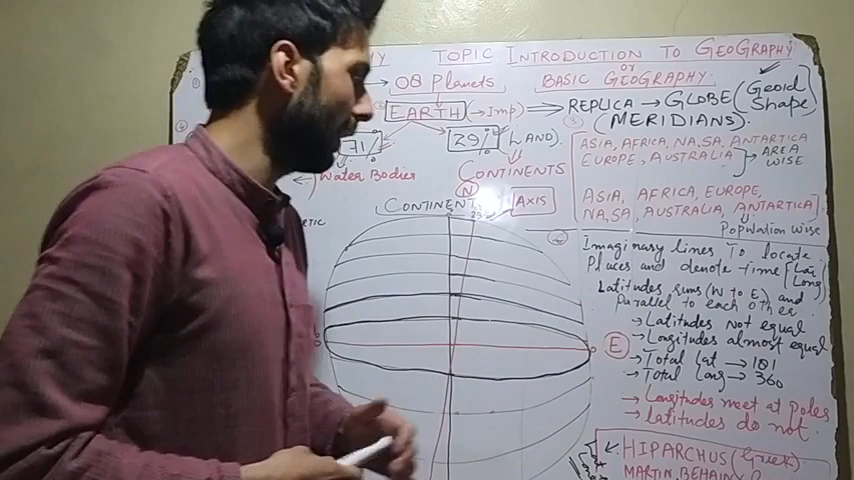 TOPIC INTRODUCTION TO GEOGRAPHY
or
BASIC GEOGRAPHY
08 Planets
EARTH (→ Imp)
REPLICA → GLOBE (Geoid Shape)
(MERIDIANS)
71%
29%
LAND)
Water Bodies
CONTINENTS
N
AXIS
ASIA, AFRICA, NA, SA, ANTARTICA
EUROPE, AUSTRALIA
AREA WISE
ASIA, AFRICA, EUROPE,
NA, SA, AUSTRALIA, ANTARTICA
Population wise
Imaginary lines To locate
Places and denote time
Latitudes runs (W to E) and
Parallel to each other
→ Latitudes not equal
→ Longitudes almost equal
E
→ Total lat → 181
→ Total long → 360
→ Longitudes meet at poles
→ latitudes do not.
HIPARCHUS (Greek)
MARTIN BEHAIM